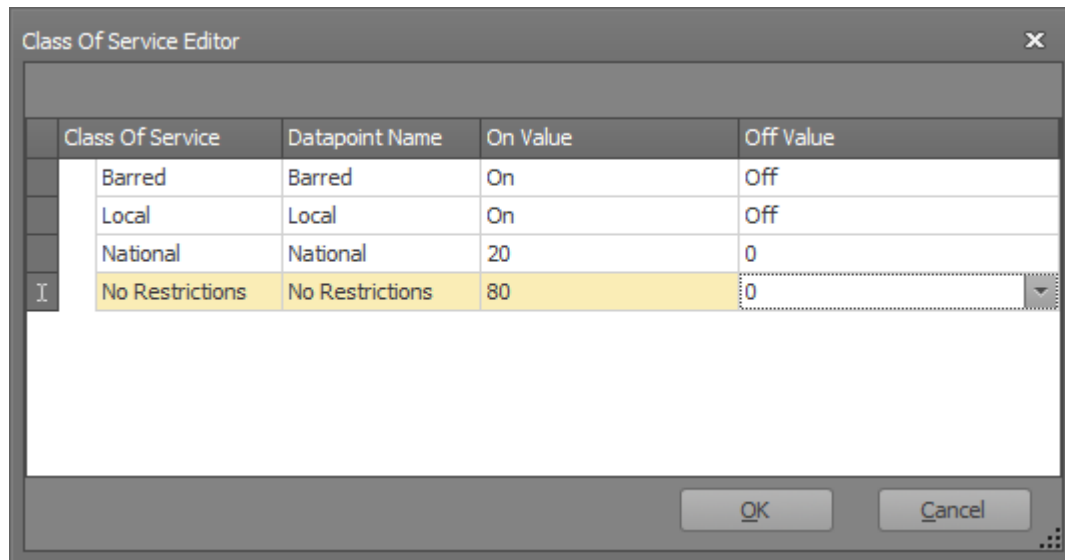 Class Of Service Editor
Class Of Service Datapoint Name On Value Off Value
Barred Barred On Off
Local Local On Off
National National 20 0
No Restrictions No Restrictions 80 0
OK Cancel